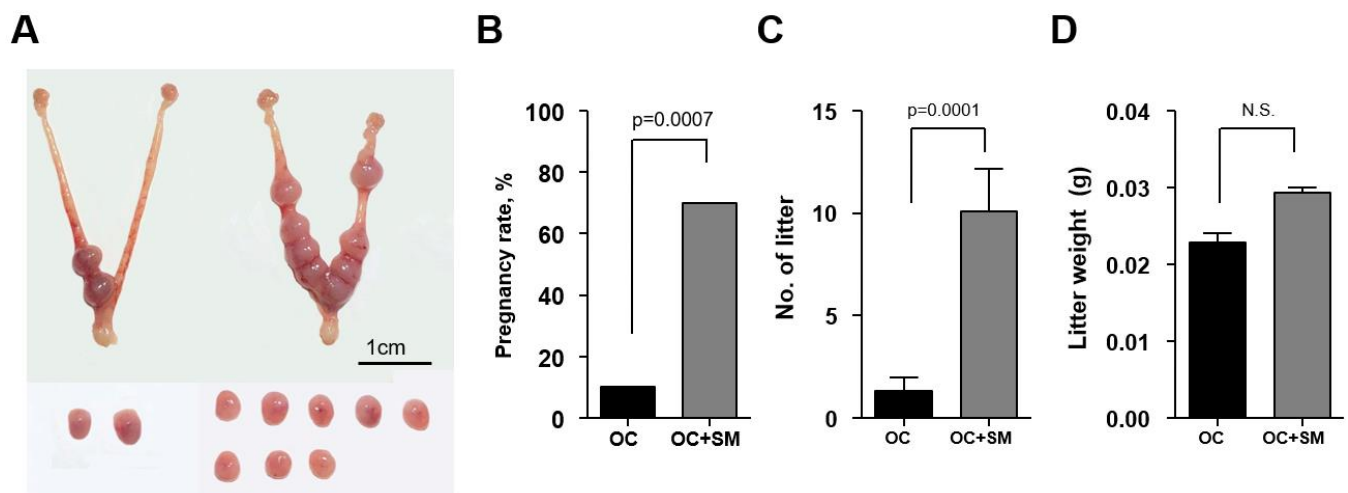 A
1cm
B
Pregnancy rate, %
100
80
60
40
20
0
p=0.0007
OC
OC+SM
C
No. of litter
15
10
5
0
p=0.0001
OC
OC+SM
D
Litter weight (g)
0.04
0.03
0.02
0.01
0.00
N.S.
OC
OC+SM